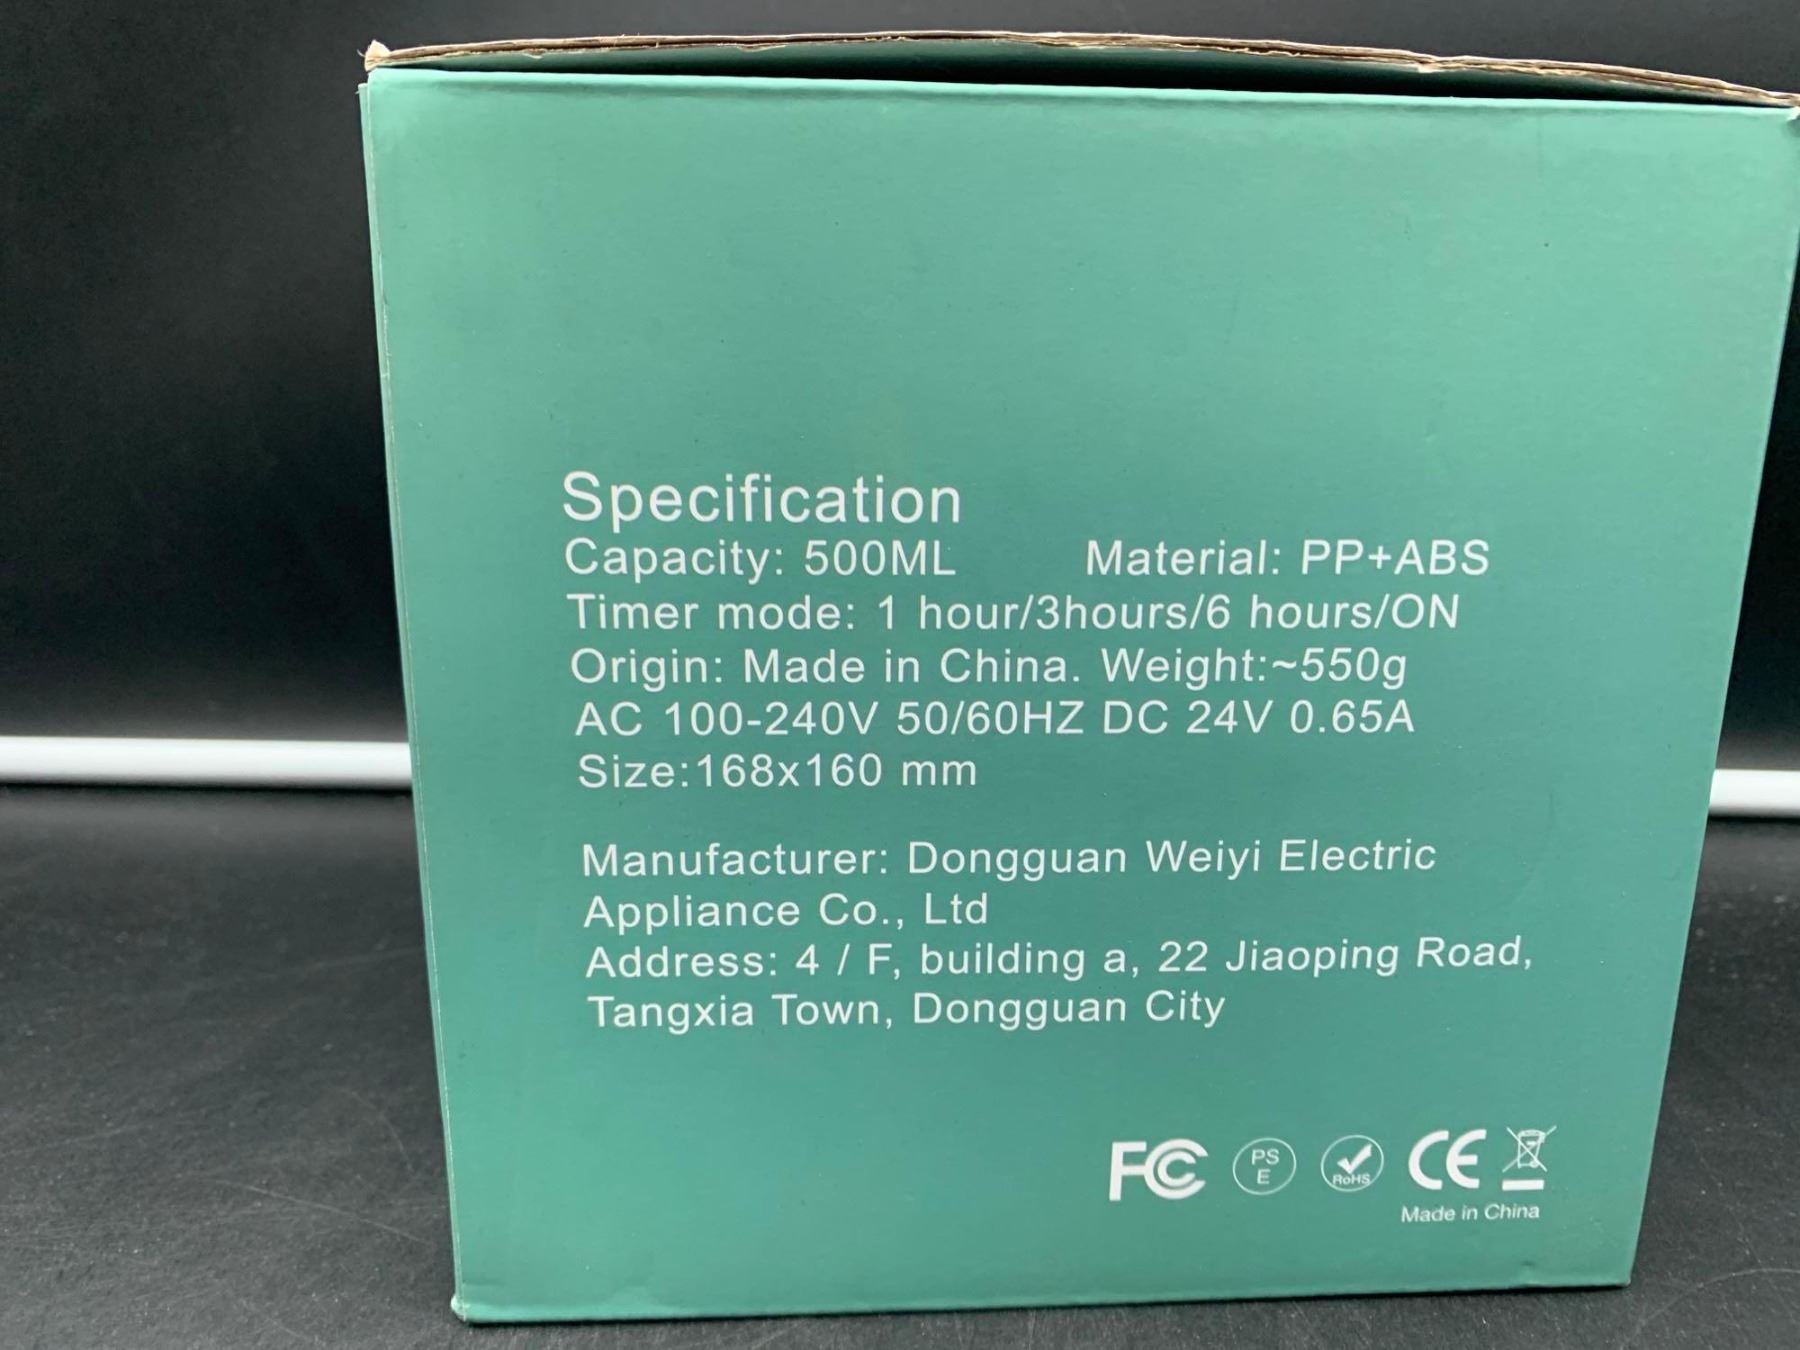 Specification
Capacity: 500ML Material: PP+ABS
Timer mode: 1 hour/3hours/6 hours/ON
Origin: Made in China. Weight:~550g
AC 100-240V 50/60HZ DC 24V 0.65A
Size:168x160 mm
Manufacturer: Dongguan Weiyi Electric
Appliance Co., Ltd
Address: 4 / F, building a, 22 Jiaoping Road,
Tangxia Town, Dongguan City
FC PS E RoHS CE
Made in China